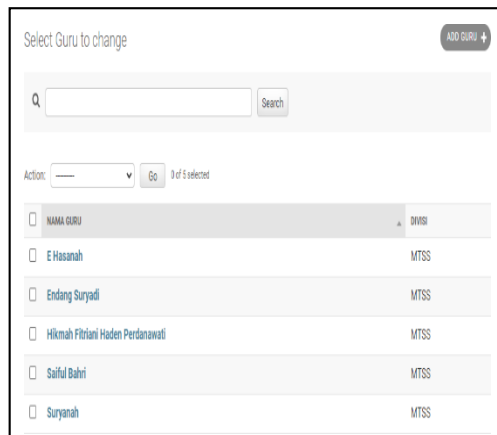 Select Guru to change
ADD GURU +
Search
Action: -------- Go 0 of 5 selected
NAMA GURU DIVISI
E Hasanah MTSS
Endang Suryadi MTSS
Hikmah Fitriani Haden Perdanawati MTSS
Saiful Bahri MTSS
Suryanah MTSS